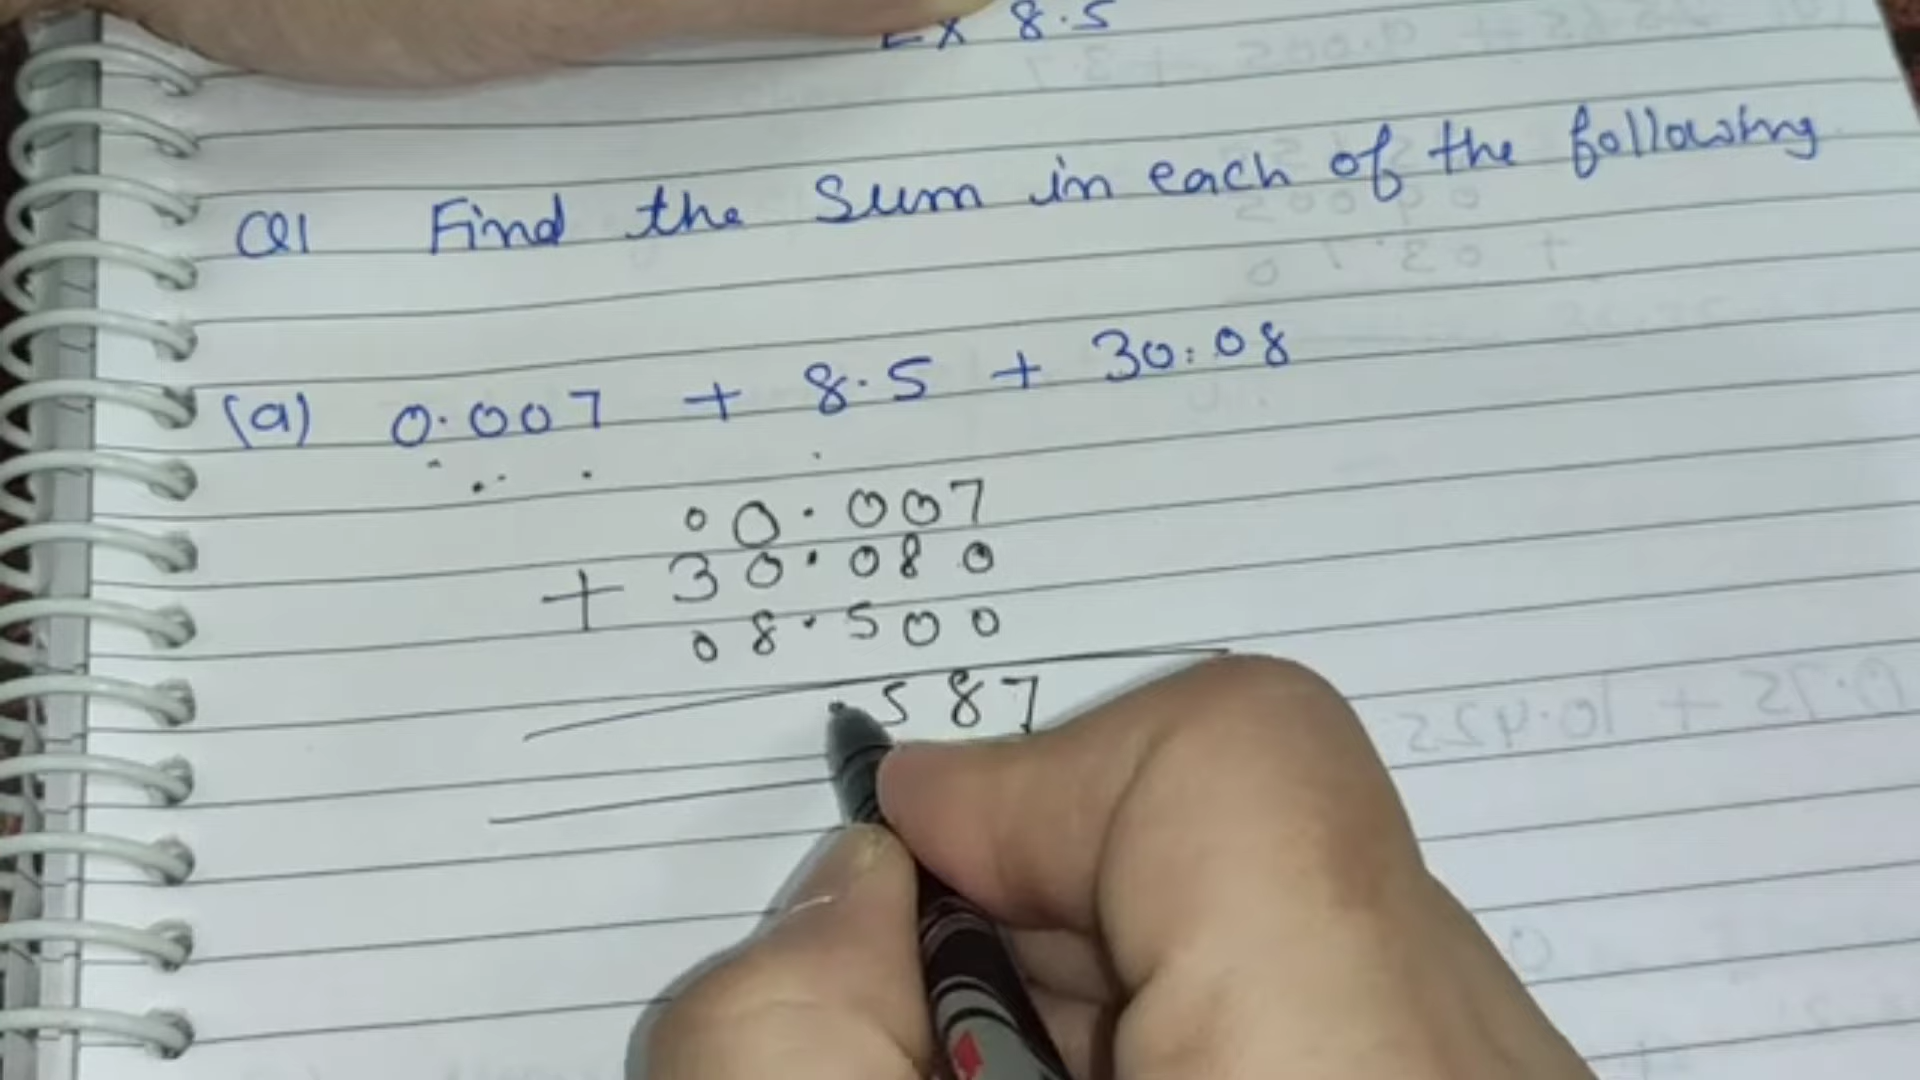 Ex 8.5
Q1 Find the Sum in each of the following
(a) 0.007 + 8.5 + 30.08
00.007
+ 30.080
08.500
.587